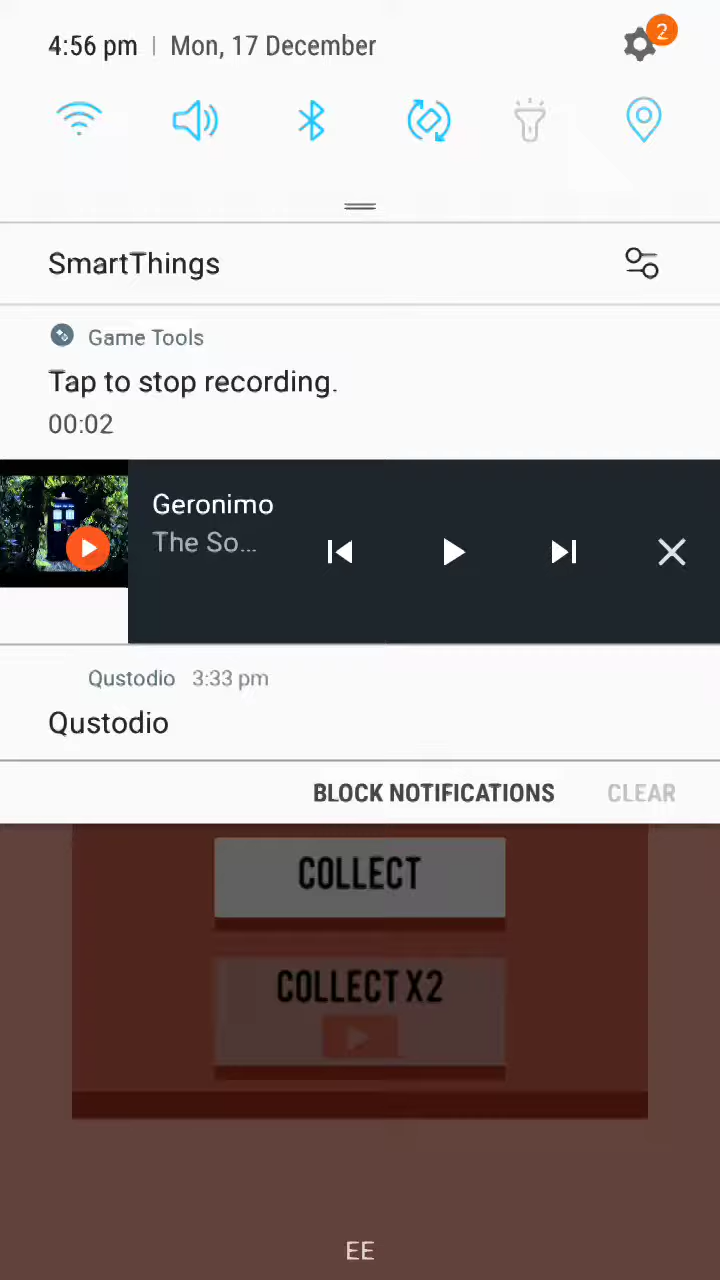 4:56 pm | Mon, 17 December
2
SmartThings
Game Tools
Tap to stop recording.
00:02
Geronimo
The So...
Qustodio 3:33 pm
Qustodio
BLOCK NOTIFICATIONS CLEAR
COLLECT
COLLECT X2
EE